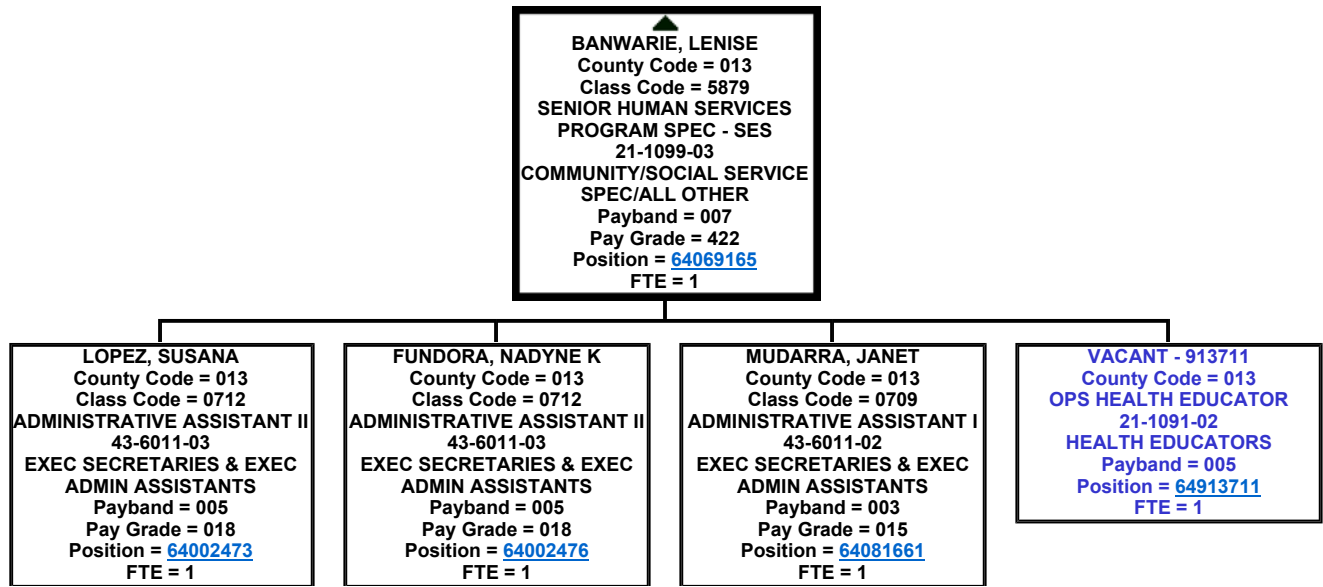 BANWARIE, LENISE
County Code = 013
Class Code = 5879
SENIOR HUMAN SERVICES
PROGRAM SPEC - SES
21-1099-03
COMMUNITY/SOCIAL SERVICE
SPEC/ALL OTHER
Payband = 007
Pay Grade = 422
Position = 64069165
FTE = 1
LOPEZ, SUSANA
County Code = 013
Class Code = 0712
ADMINISTRATIVE ASSISTANT II
43-6011-03
EXEC SECRETARIES & EXEC
ADMIN ASSISTANTS
Payband = 005
Pay Grade = 018
Position = 64002473
FTE = 1
FUNDORA, NADYNE K
County Code = 013
Class Code = 0712
ADMINISTRATIVE ASSISTANT II
43-6011-03
EXEC SECRETARIES & EXEC
ADMIN ASSISTANTS
Payband = 005
Pay Grade = 018
Position = 64002476
FTE = 1
MUDARRA, JANET
County Code = 013
Class Code = 0709
ADMINISTRATIVE ASSISTANT I
43-6011-02
EXEC SECRETARIES & EXEC
ADMIN ASSISTANTS
Payband = 003
Pay Grade = 015
Position = 64081661
FTE = 1
VACANT - 913711
County Code = 013
OPS HEALTH EDUCATOR
21-1091-02
HEALTH EDUCATORS
Payband = 005
Position = 64913711
FTE = 1